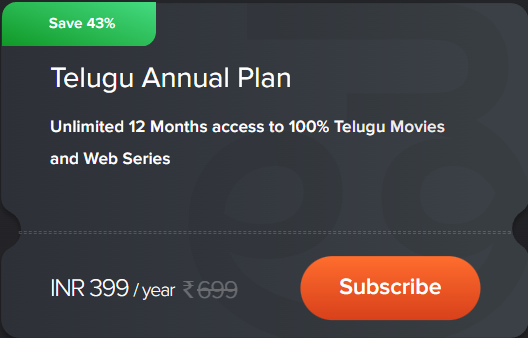 Save 43%
Telugu Annual Plan
Unlimited 12 Months access to 100% Telugu Movies
and Web Series
INR 399 / year ₹699 Subscribe